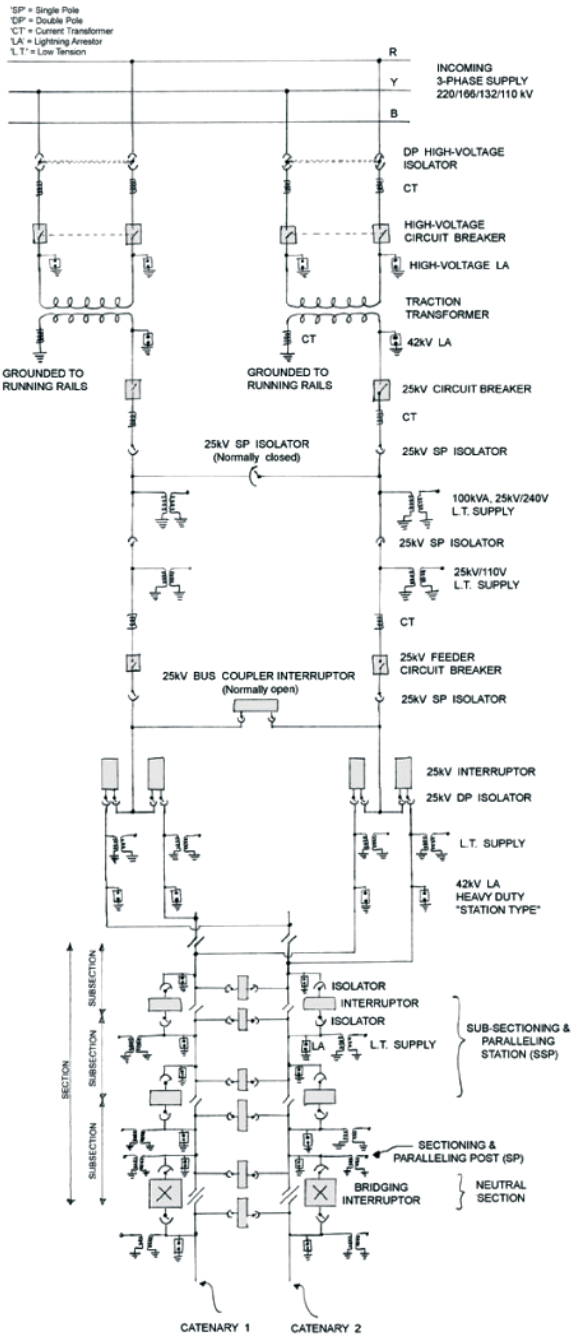 'SP' = Single Pole
'DP' = Double Pole
'CT' = Current Transformer
'LA' = Lightning Arrestor
'L.T.' = Low Tension
R
Y
B
INCOMING
3-PHASE SUPPLY
220/166/132/110 kV
DP HIGH-VOLTAGE
ISOLATOR
CT
HIGH-VOLTAGE
CIRCUIT BREAKER
HIGH-VOLTAGE LA
TRACTION
TRANSFORMER
CT
42kV LA
GROUNDED TO
RUNNING RAILS
GROUNDED TO
RUNNING RAILS
25kV CIRCUIT BREAKER
CT
25kV SP ISOLATOR
(Normally closed)
25kV SP ISOLATOR
100kVA, 25kV/240V
L.T. SUPPLY
25kV SP ISOLATOR
25kV/110V
L.T. SUPPLY
CT
25kV FEEDER
CIRCUIT BREAKER
25kV BUS COUPLER INTERRUPTOR
(Normally open)
25kV SP ISOLATOR
25kV INTERRUPTOR
25kV DP ISOLATOR
L.T. SUPPLY
42kV LA
HEAVY DUTY
"STATION TYPE"
SECTION
SUBSECTION
SUBSECTION
SUBSECTION
ISOLATOR
INTERRUPTOR
ISOLATOR
LA
L.T. SUPPLY
SUB-SECTIONING &
PARALLELING
STATION (SSP)
SECTIONING &
PARALLELING POST (SP)
BRIDGING
INTERRUPTOR
NEUTRAL
SECTION
CATENARY 1
CATENARY 2